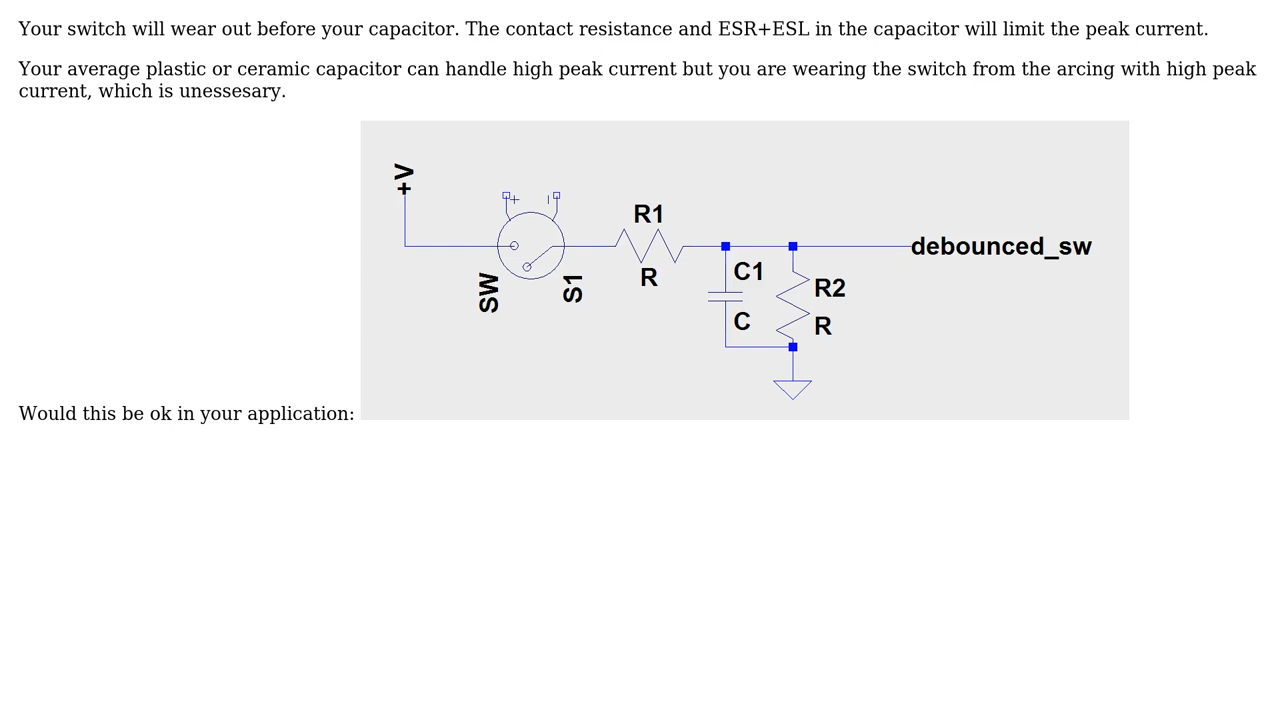 Your switch will wear out before your capacitor. The contact resistance and ESR+ESL in the capacitor will limit the peak current.
Your average plastic or ceramic capacitor can handle high peak current but you are wearing the switch from the arcing with high peak
current, which is unessesary.
+V
+
R1
debounced_sw
SW
S1
R
C1
C
R2
R
Would this be ok in your application: